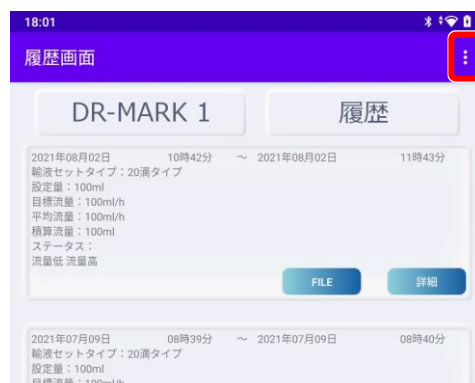 18:01
履歴画面
DR-MARK 1 履歴
2021年08月02日 10時42分 ～ 2021年08月02日 11時43分
輸液セットタイプ：20滴タイプ
設定量：100ml
目標流量：100ml/h
平均流量：100ml/h
積算流量：100ml
ステータス：
流量低 流量高
FILE 詳細
2021年07月09日 08時39分 ～ 2021年07月09日 08時40分
輸液セットタイプ：20滴タイプ
設定量：100ml
目標流量：100ml/h